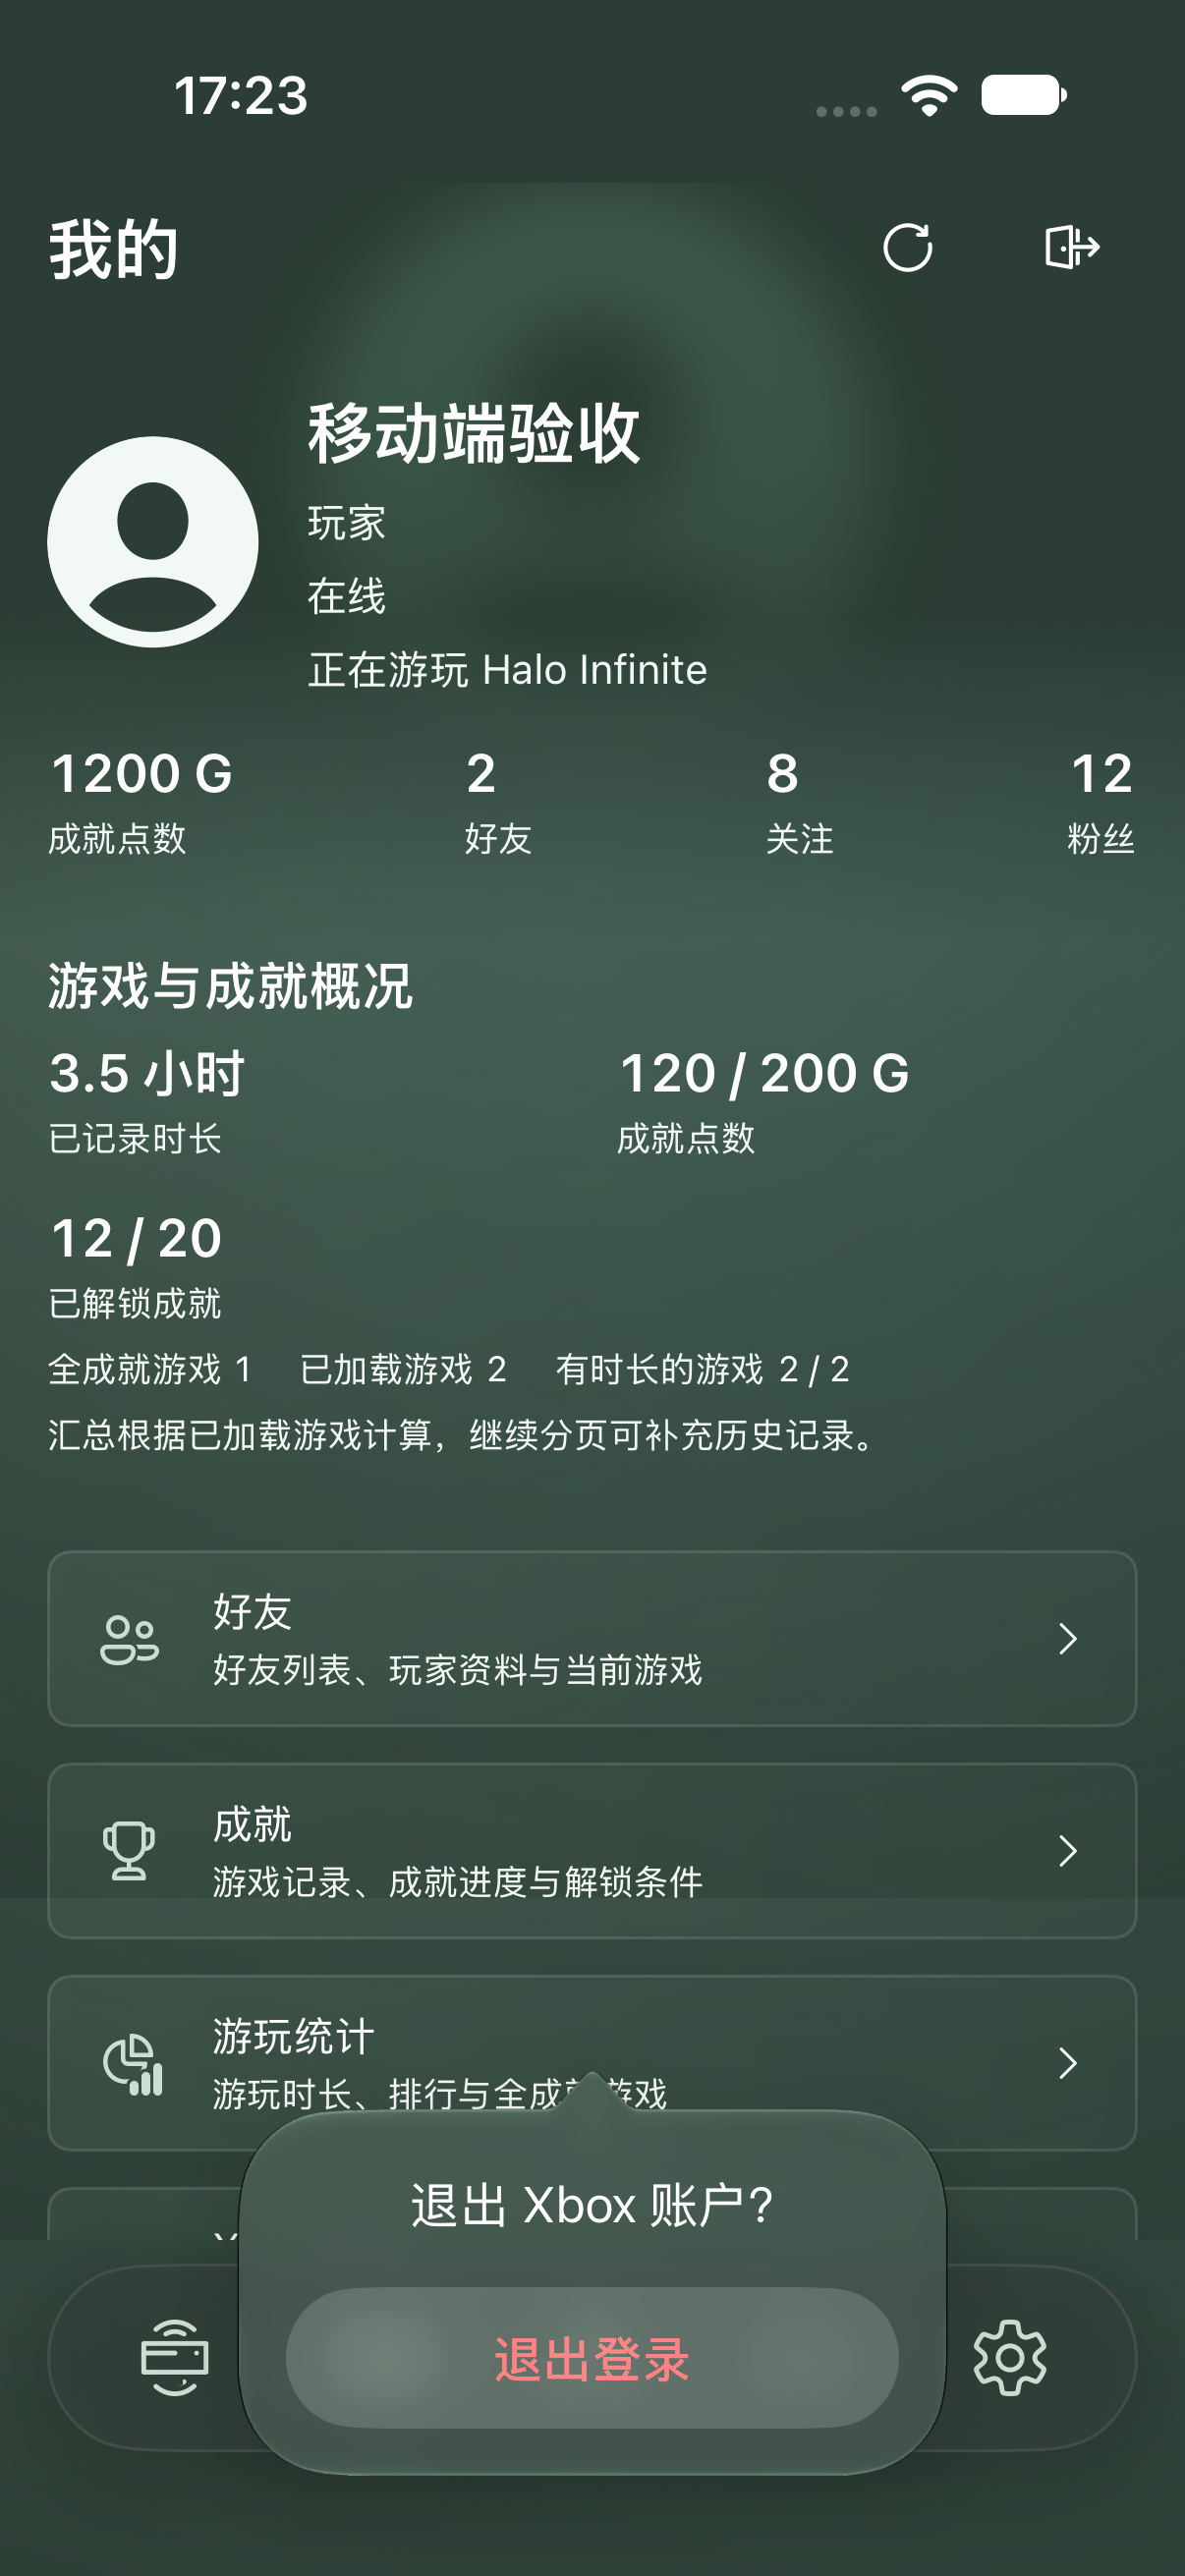 17:23
我的
移动端验收
玩家
在线
正在游玩 Halo Infinite
1200 G 2 8 12
成就点数 好友 关注 粉丝
游戏与成就概况
3.5 小时 120 / 200 G
已记录时长 成就点数
12 / 20
已解锁成就
全成就游戏 1 已加载游戏 2 有时长的游戏 2 / 2
汇总根据已加载游戏计算，继续分页可补充历史记录。
好友
好友列表、玩家资料与当前游戏
成就
游戏记录、成就进度与解锁条件
游玩统计
游玩时长、排行与全成就游戏
退出 Xbox 账户?
退出登录